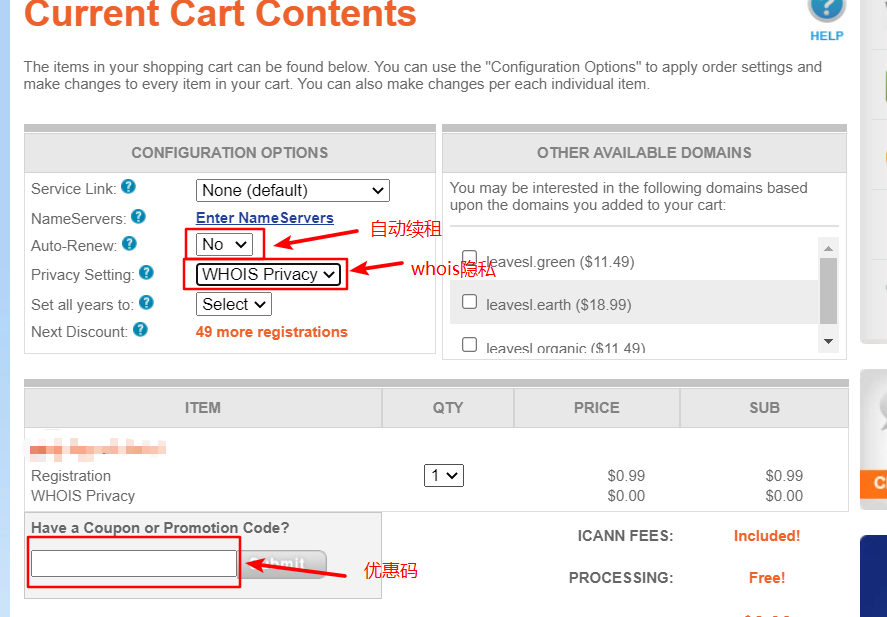 Current Cart Contents
HELP
The items in your shopping cart can be found below. You can use the "Configuration Options" to apply order settings and
make changes to every item in your cart. You can also make changes per each individual item.
CONFIGURATION OPTIONS
Service Link: ?
None (default)
NameServers: ?
Enter NameServers
Auto-Renew: ?
No
自动续租
Privacy Setting: ?
WHOIS Privacy
whois隐私
Set all years to: ?
Select
Next Discount: ?
49 more registrations
OTHER AVAILABLE DOMAINS
You may be interested in the following domains based
upon the domains you added to your cart:
leavesl.green ($11.49)
leavesl.earth ($18.99)
leavesl.organic ($11.49)
ITEM QTY PRICE SUB
Registration 1 $0.99 $0.99
WHOIS Privacy $0.00 $0.00
Have a Coupon or Promotion Code?
Submit
优惠码
ICANN FEES: Included!
PROCESSING: Free!